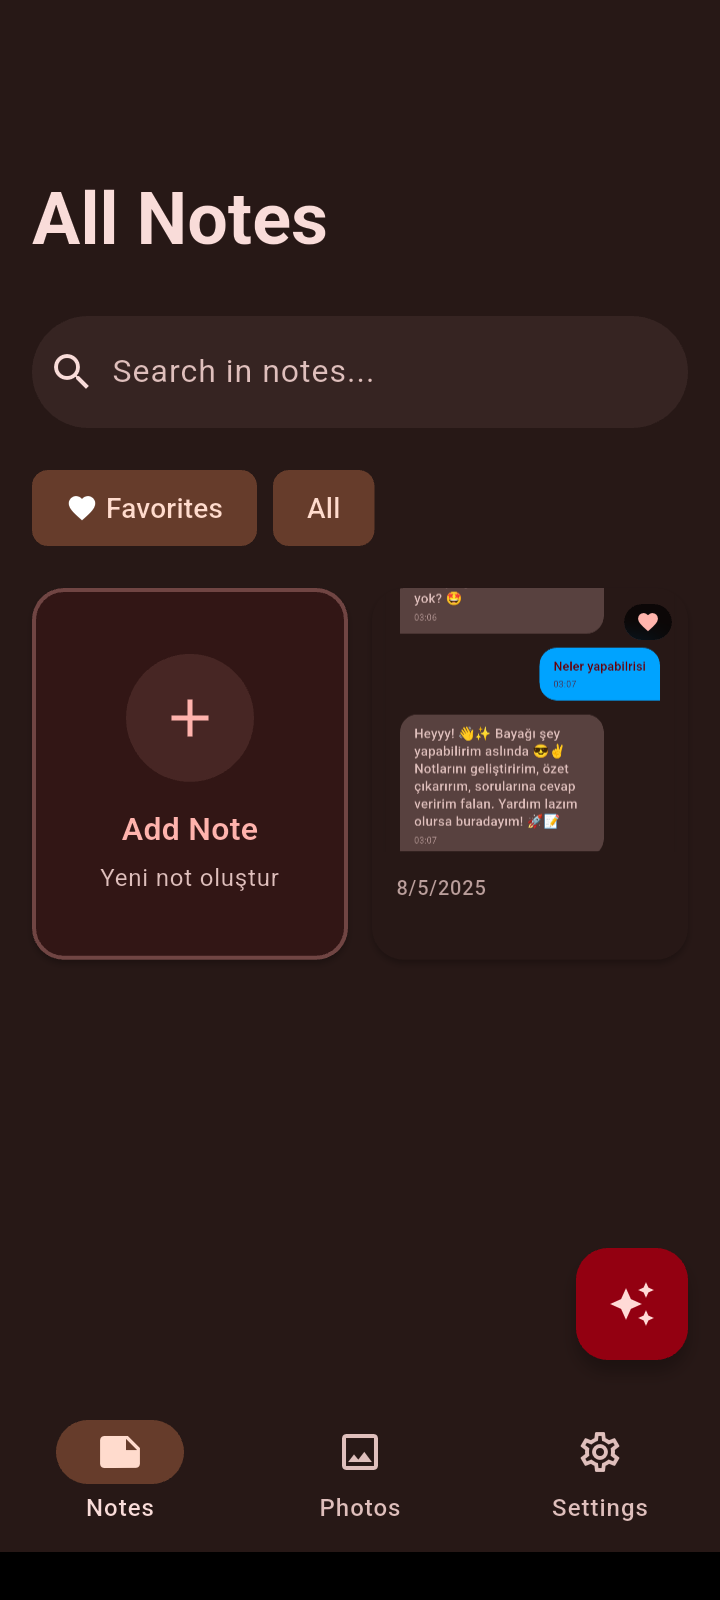 All Notes
Search in notes...
Favorites
All
Add Note
Yeni not oluştur
yok? 🤩
03:06
Neler yapabilrisi
03:07
Heyyy! 👋✨ Bayağı şey
yapabilirim aslında 😎✌
Notlarını geliştiririm, özet
çıkarırım, sorularına cevap
veririm falan. Yardım lazım
olursa buradayım! 🚀📝
03:07
8/5/2025
Notes
Photos
Settings